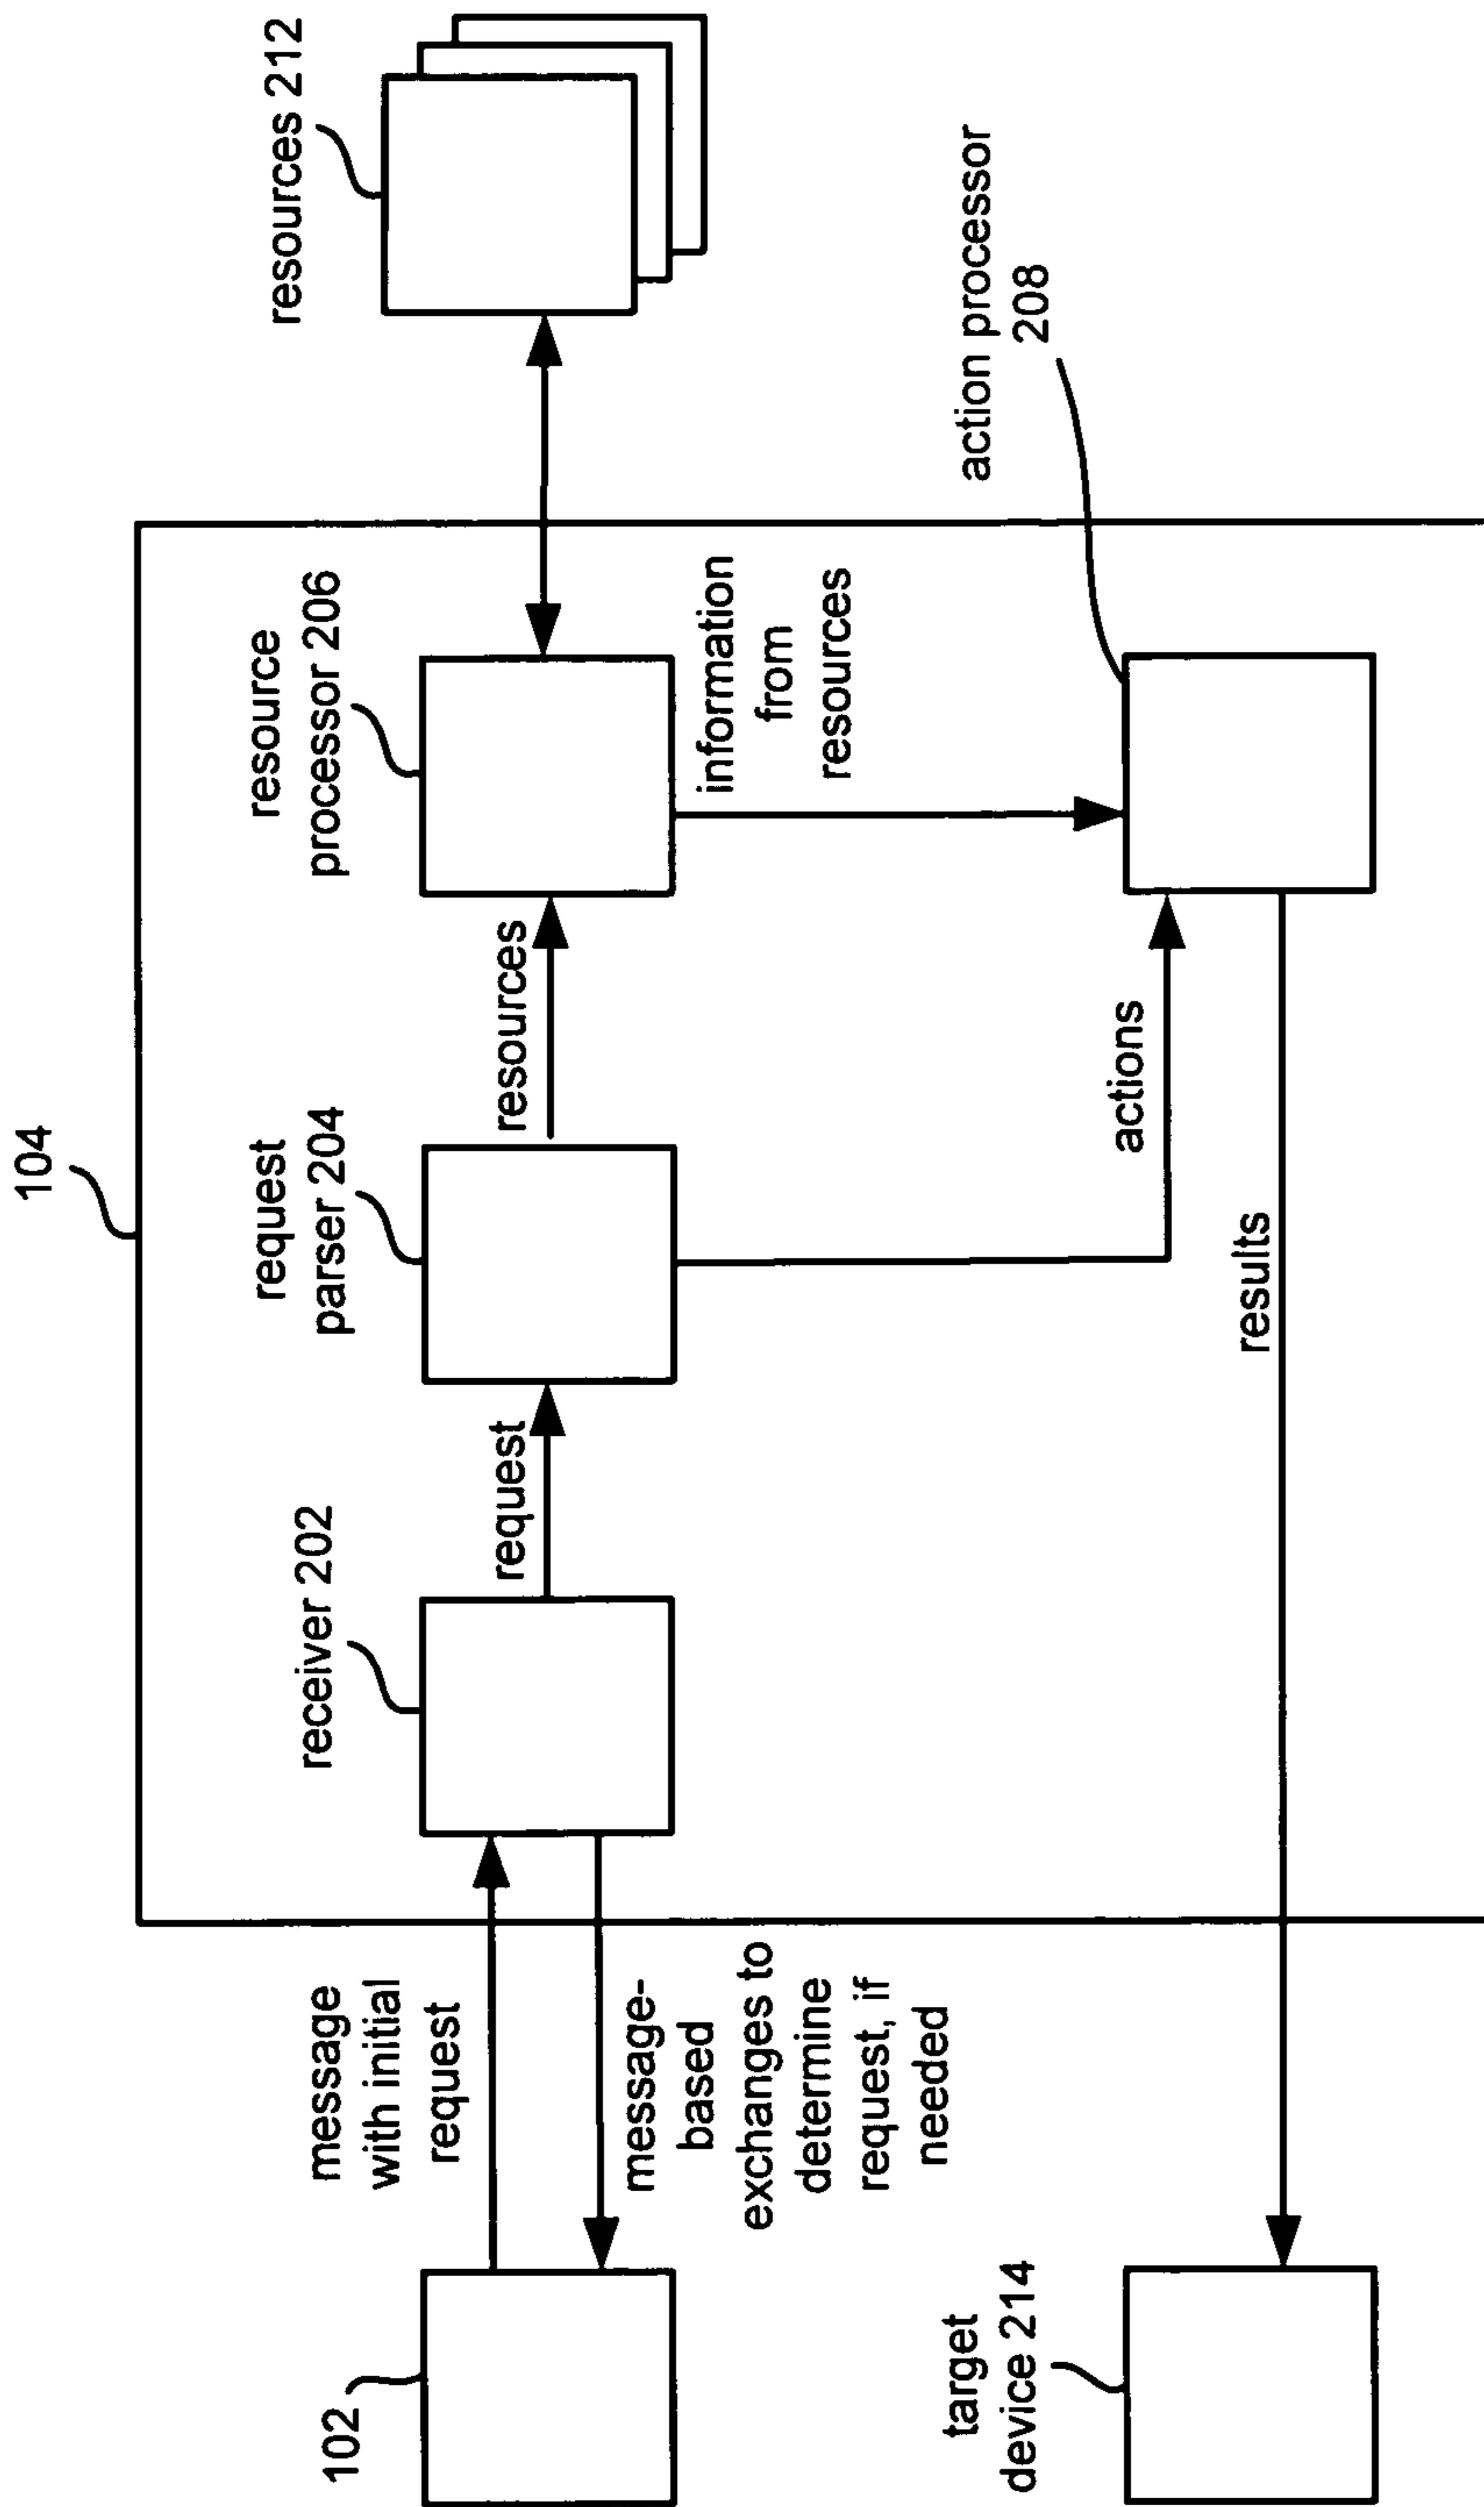 104
resources 212
resource
processor 206
request
parser 204
receiver 202
102
message
with initial
request
request
resources
message-
based
exchanges to
determine
request, if
needed
information
from
resources
action processor
208
actions
results
target
device 214